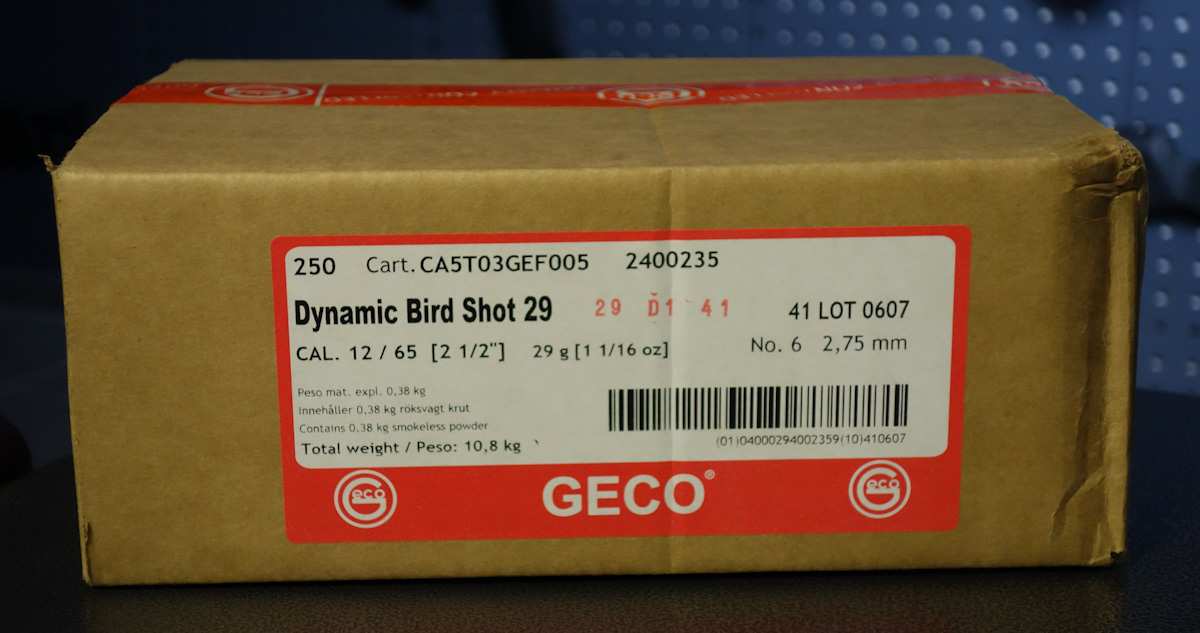 250 Cart. CA5T03GEF005 2400235
Dynamic Bird Shot 29 29 Ď1 41 41 LOT 0607
CAL. 12 / 65 [2 1/2"] 29 g [1 1/16 oz] No. 6 2,75 mm
Peso mat. expl. 0,38 kg
Innehåller 0,38 kg röksvagt krut
Contains 0,38 kg smokeless powder
Total weight / Peso: 10,8 kg
(01)04000294002359(10)410607
Geco GECO® Geco